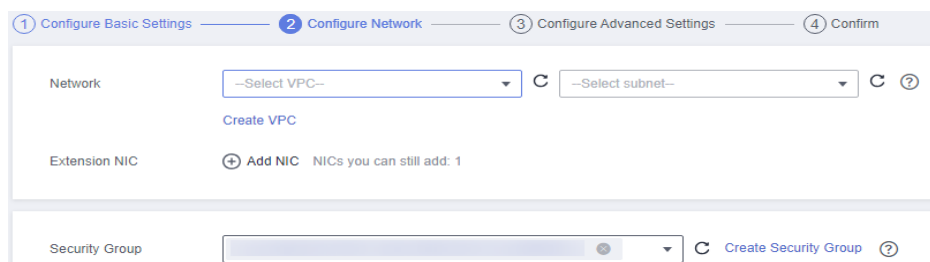 1 Configure Basic Settings 2 Configure Network 3 Configure Advanced Settings 4 Confirm
Network --Select VPC-- C --Select subnet-- C ?
Create VPC
Extension NIC + Add NIC NICs you can still add: 1
Security Group C Create Security Group ?